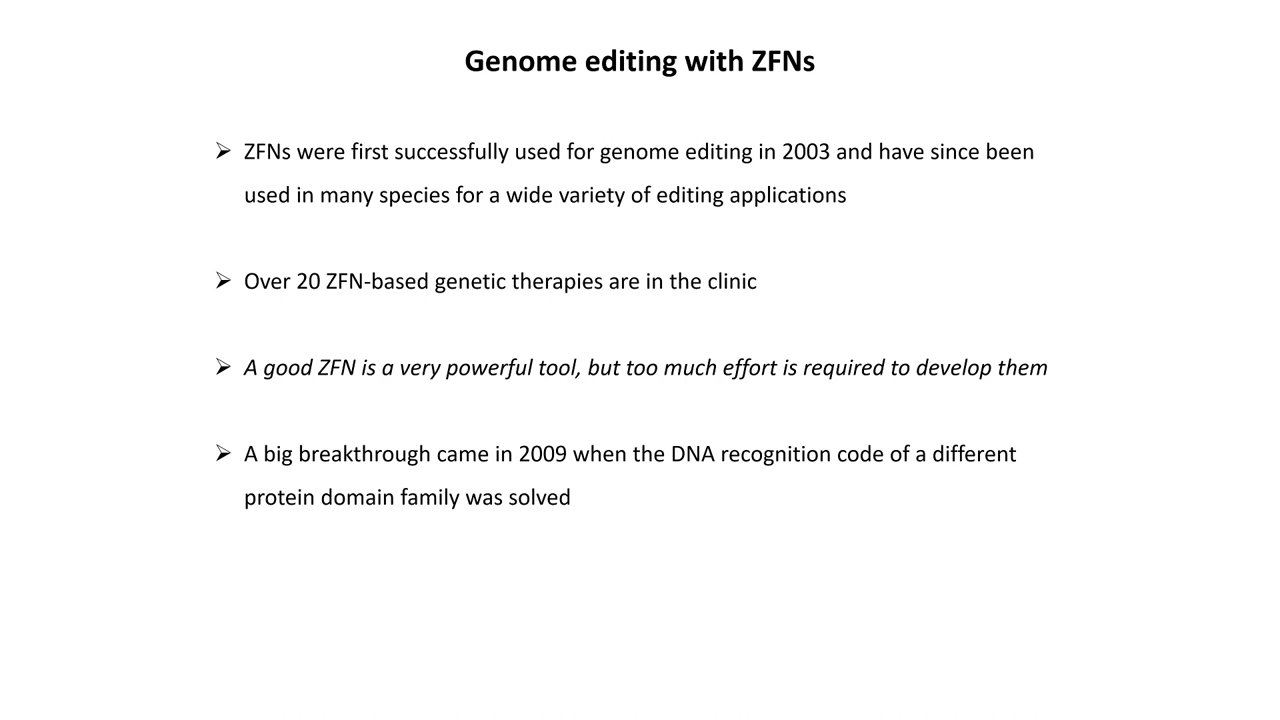 Genome editing with ZFNs
➢ ZFNs were first successfully used for genome editing in 2003 and have since been
used in many species for a wide variety of editing applications
➢ Over 20 ZFN-based genetic therapies are in the clinic
➢ A good ZFN is a very powerful tool, but too much effort is required to develop them
➢ A big breakthrough came in 2009 when the DNA recognition code of a different
protein domain family was solved